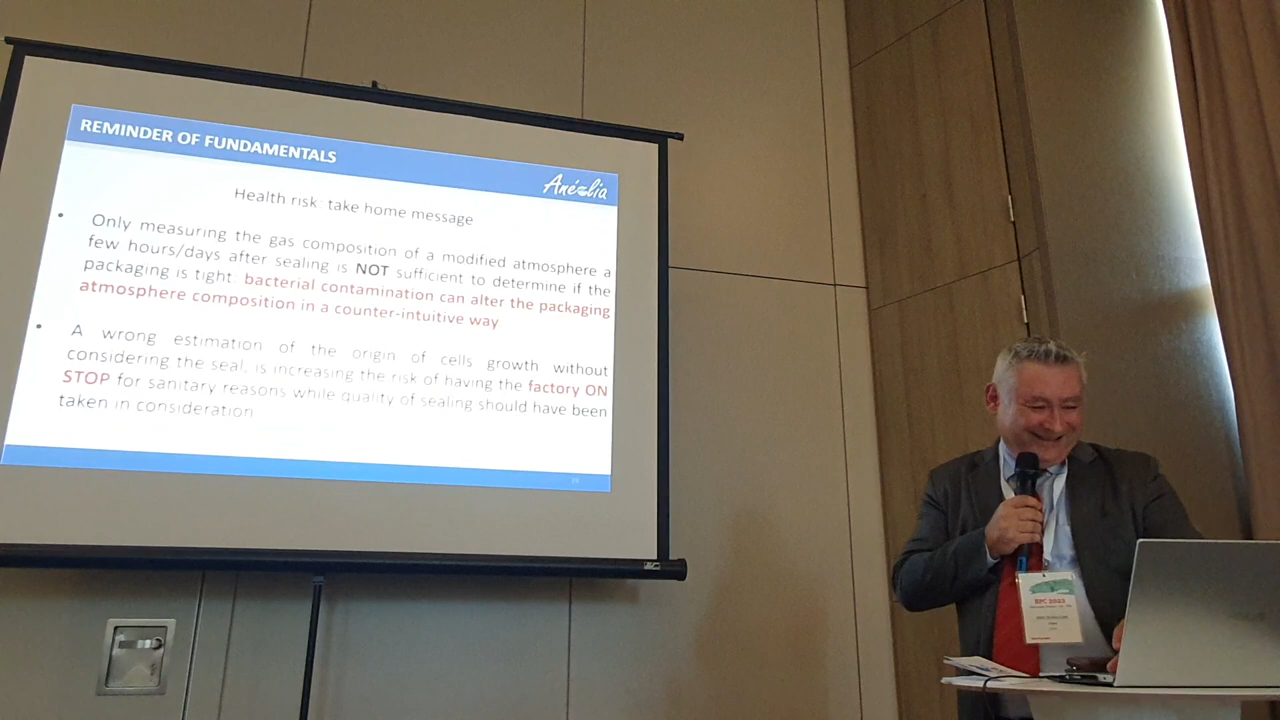 REMINDER OF FUNDAMENTALS
Anéolia
Health risk: take home message
• Only measuring the gas composition of a modified atmosphere a
few hours/days after sealing is NOT sufficient to determine if the
packaging is tight: bacterial contamination can alter the packaging
atmosphere composition in a counter-intuitive way
• A wrong estimation of the origin of cells growth without
considering the seal, is increasing the risk of having the factory ON
STOP for sanitary reasons while quality of sealing should have been
taken in consideration